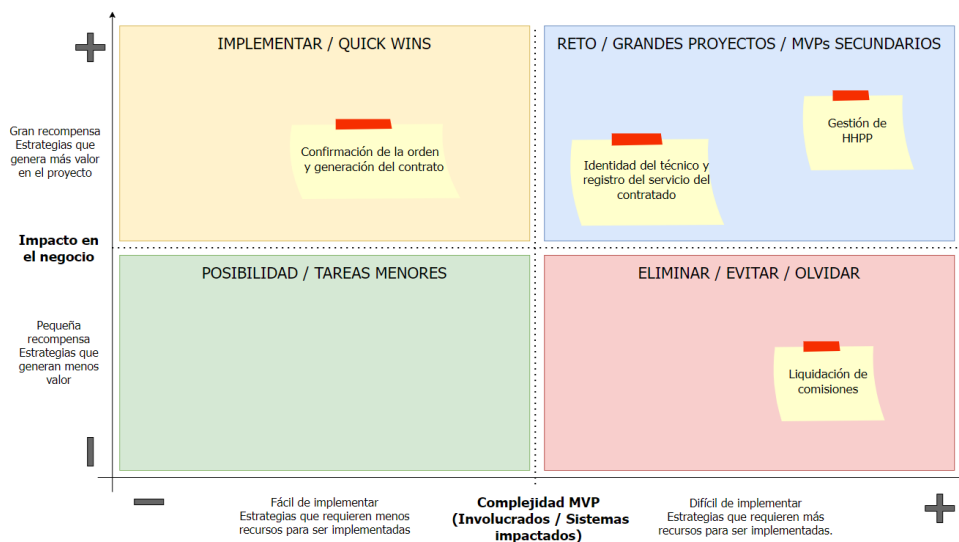 IMPLEMENTAR / QUICK WINS
RETO / GRANDES PROYECTOS / MVPs SECUNDARIOS
Gran recompensa
Estrategias que
genera más valor
en el proyecto
Confirmación de la orden
y generación del contrato
Identidad del técnico y
registro del servicio del
contratado
Gestión de
HHPP
Impacto en
el negocio
POSIBILIDAD / TAREAS MENORES
ELIMINAR / EVITAR / OLVIDAR
Pequeña
recompensa
Estrategias que
generan menos
valor
Liquidación de
comisiones
Fácil de implementar
Estrategias que requieren menos
recursos para ser implementadas
Complejidad MVP
(Involucrados / Sistemas
impactados)
Difícil de implementar
Estrategias que requieren más
recursos para ser implementadas.